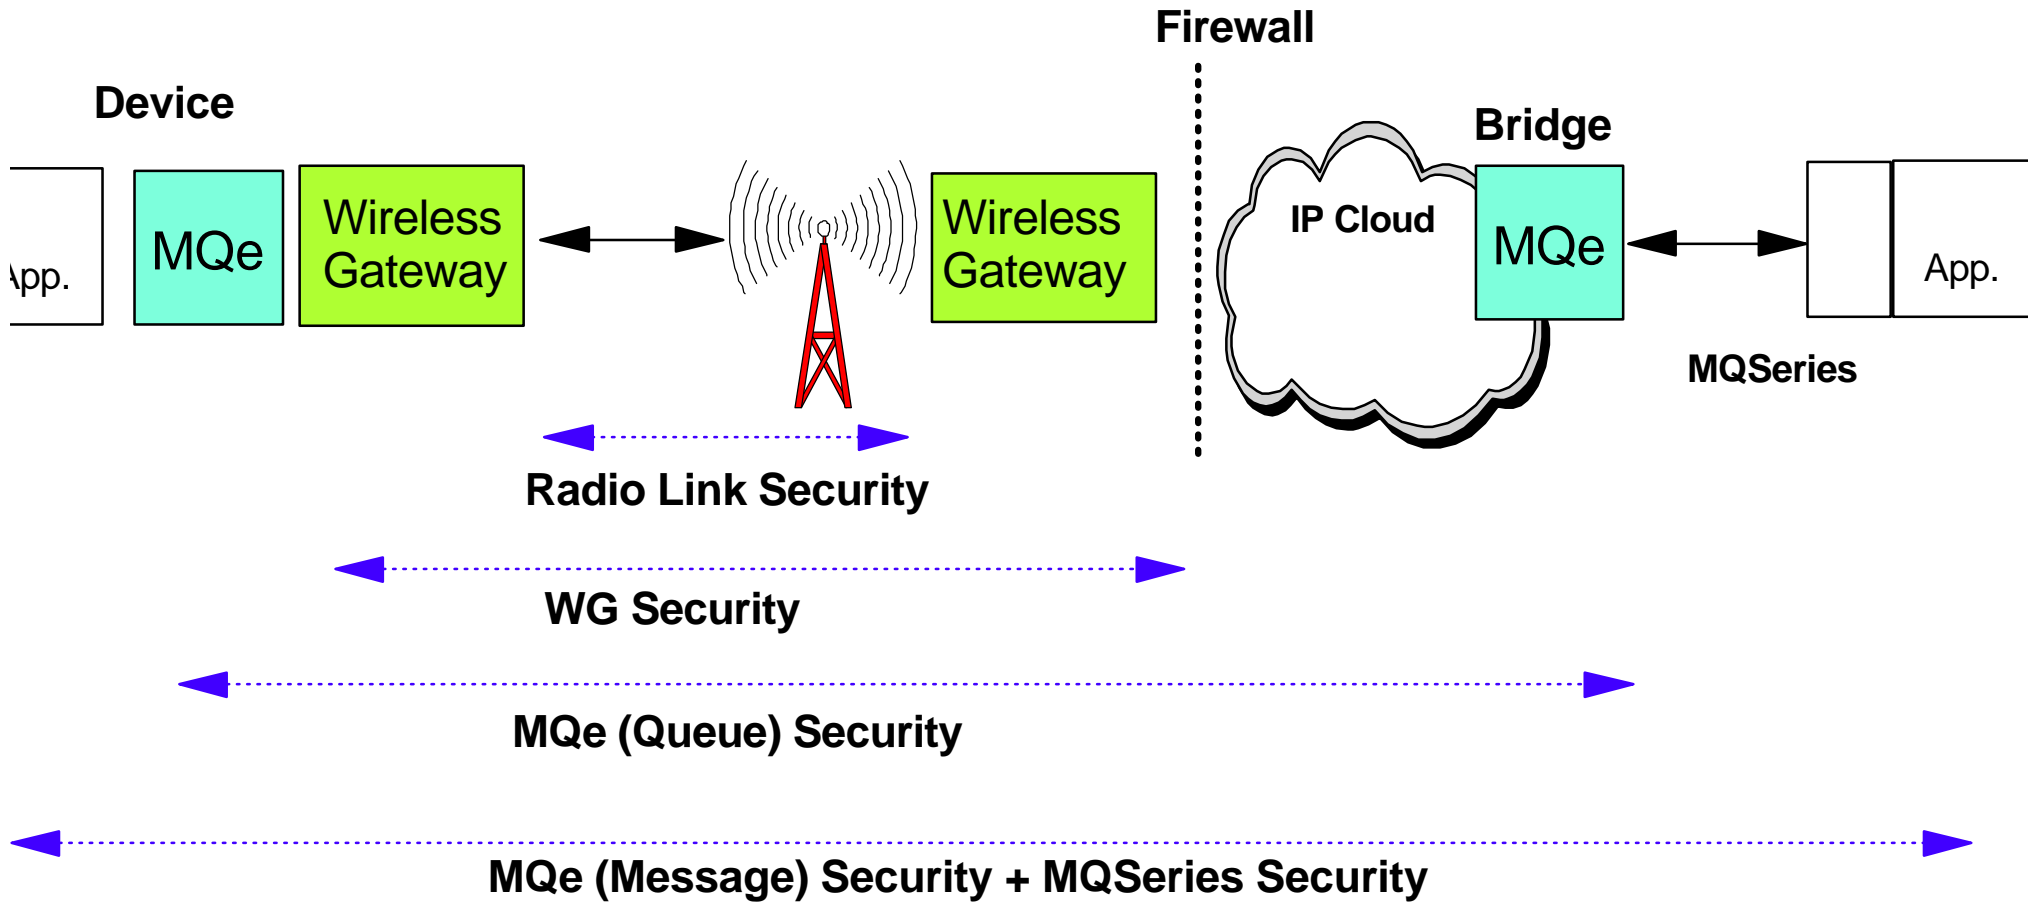 Firewall
Device
Bridge
App.
MQe
Wireless
Gateway
Wireless
Gateway
IP Cloud
MQe
App.
MQSeries
Radio Link Security
WG Security
MQe (Queue) Security
MQe (Message) Security + MQSeries Security